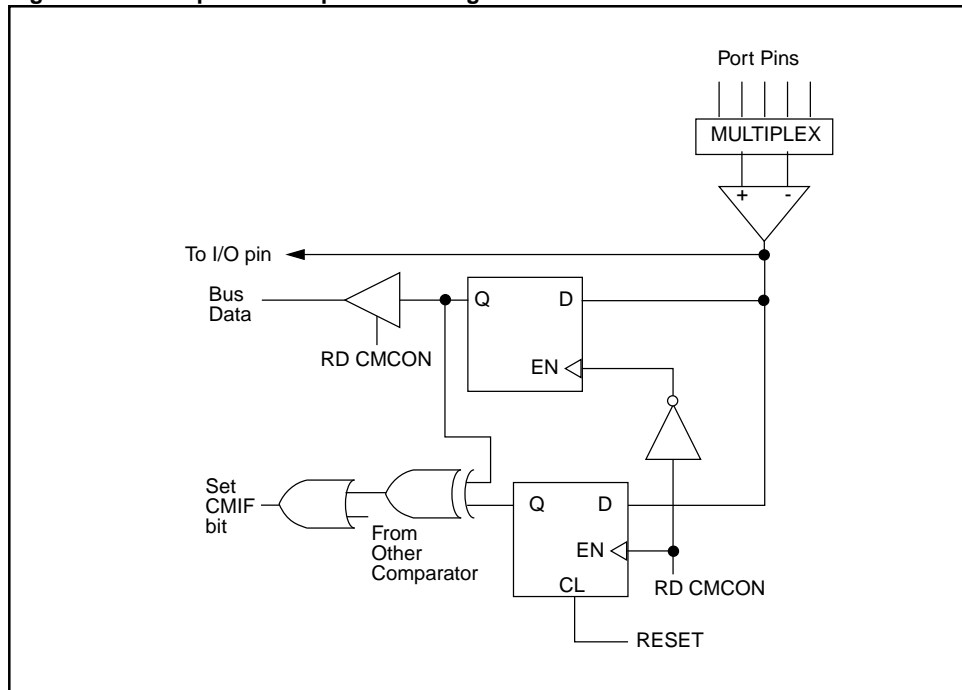 Port Pins
MULTIPLEX
+ -
To I/O pin
Bus
Data
Q D
RD CMCON
EN
Set
CMIF
bit
From
Other
Comparator
Q D
EN
CL
RD CMCON
RESET